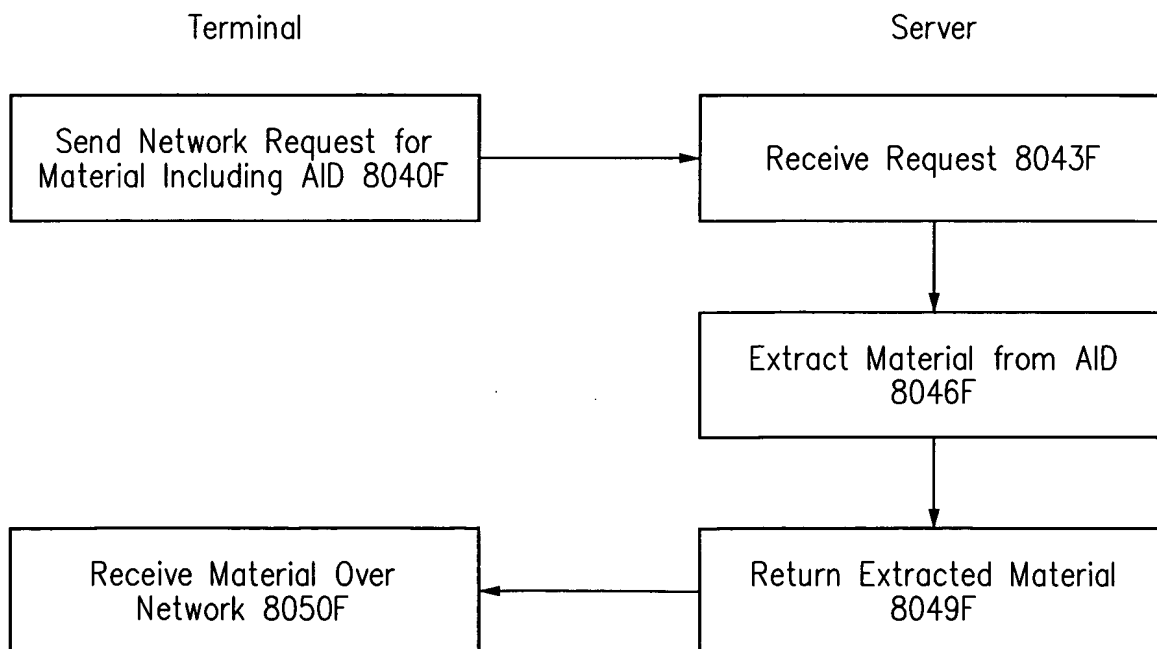 Terminal
Server
Send Network Request for
Material Including AID 8040F
Receive Request 8043F
Extract Material from AID
8046F
Return Extracted Material
8049F
Receive Material Over
Network 8050F